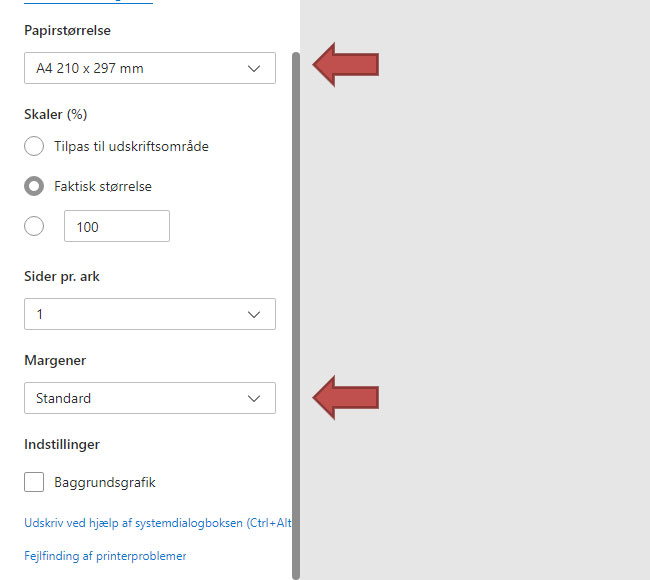 Papirstørrelse
A4 210 x 297 mm
Skaler (%)
Tilpas til udskriftsområde
Faktisk størrelse
100
Sider pr. ark
1
Margener
Standard
Indstillinger
Baggrundsgrafik
Udskriv ved hjælp af systemdialogboksen (Ctrl+Alt
Fejlfinding af printerproblemer